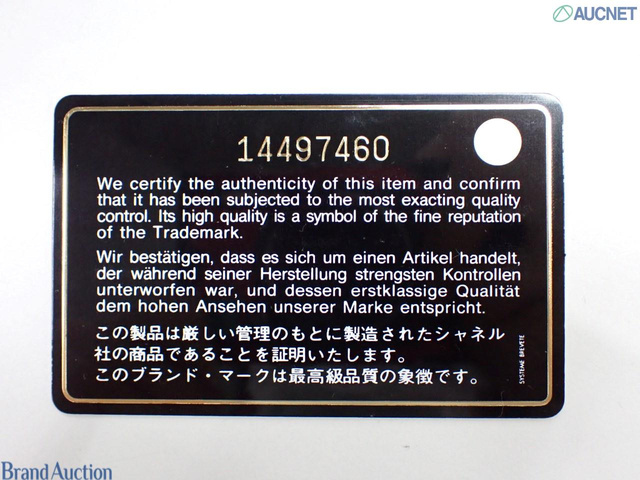 AUCNET
14497460
We certify the authenticity of this item and confirm
that it has been subjected to the most exacting quality
control. Its high quality is a symbol of the fine reputation
of the Trademark.
Wir bestätigen, dass es sich um einen Artikel handelt,
der während seiner Herstellung strengsten Kontrollen
unterworfen war, und dessen erstklassige Qualität
dem hohen Ansehen unserer Marke entspricht.
この製品は厳しい管理のもとに製造されたシャネル
社の商品であることを証明いたします。
このブランド・マークは最高級品質の象徴です。
SYSTEME BREVETE
Brand Auction